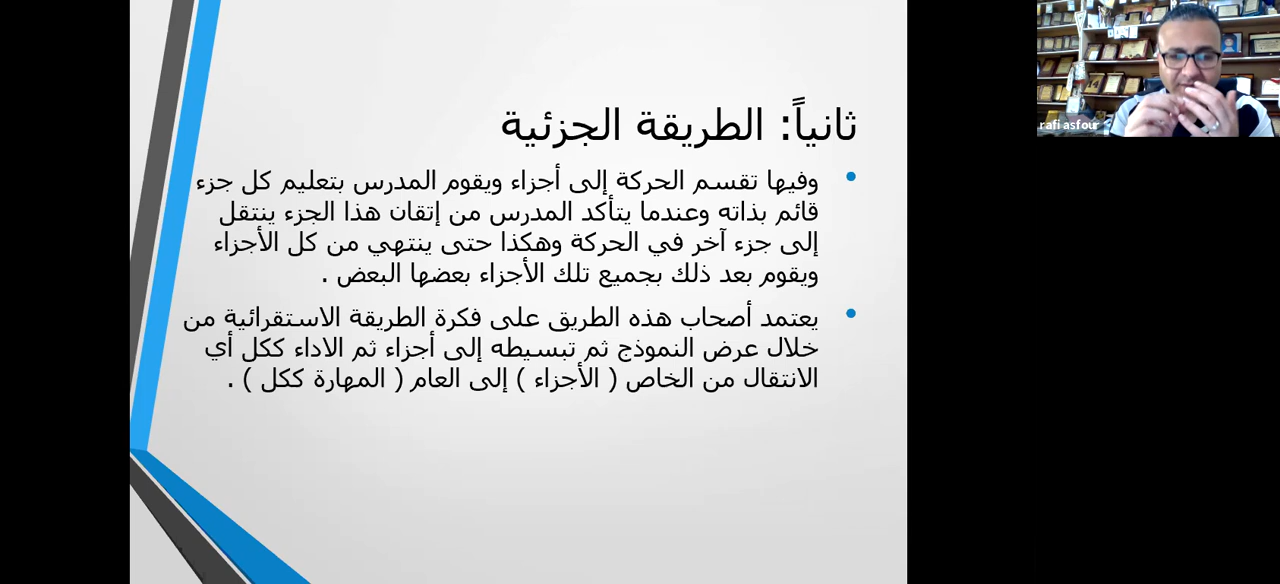 ثانياً: الطريقة الجزئية
وفيها تقسم الحركة إلى أجزاء ويقوم المدرس بتعليم كل جزء
قائم بذاته وعندما يتأكد المدرس من إتقان هذا الجزء ينتقل
إلى جزء آخر في الحركة وهكذا حتى ينتهي من كل الأجزاء
ويقوم بعد ذلك بجميع تلك الأجزاء بعضها البعض .
يعتمد أصحاب هذه الطريق على فكرة الطريقة الاستقرائية من
خلال عرض النموذج ثم تبسيطه إلى أجزاء ثم الاداء ككل أي
الانتقال من الخاص ( الأجزاء ) إلى العام ( المهارة ككل ) .
rafi asfour